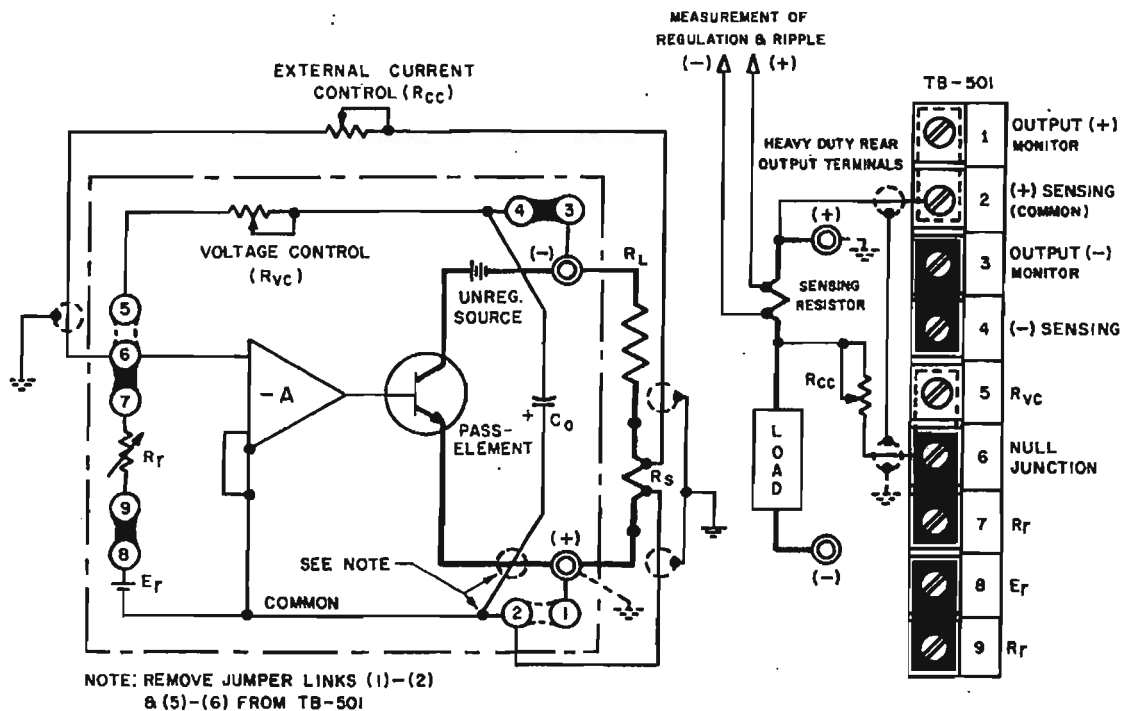 MEASUREMENT OF
REGULATION & RIPPLE
(-) (+)
EXTERNAL CURRENT
CONTROL (RCC)
TB-501
HEAVY DUTY REAR
OUTPUT TERMINALS
1 OUTPUT (+)
MONITOR
2 (+) SENSING
(COMMON)
3 OUTPUT (-)
MONITOR
4 (-) SENSING
5 RVC
6 NULL
JUNCTION
7 Rr
8 Er
9 Rr
4 3
VOLTAGE CONTROL
(RVC)
(-)
RL
UNREG.
SOURCE
5
6
7
-A
+ Co
PASS-
ELEMENT
Rr
RS
9
8
Er
SEE NOTE
(+)
COMMON
2 1
(+)
SENSING
RESISTOR
RCC
LOAD
(-)
NOTE: REMOVE JUMPER LINKS (1)-(2)
& (5)-(6) FROM TB-501